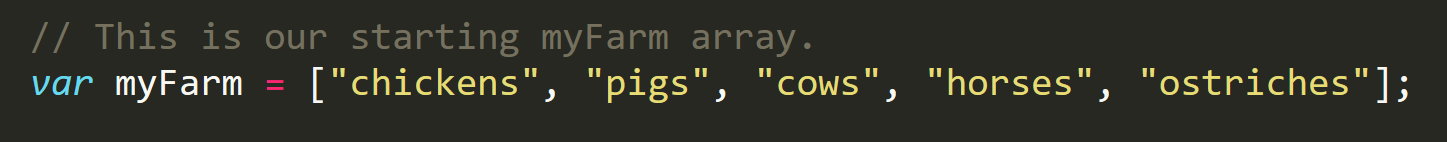 // This is our starting myFarm array.
var myFarm = ["chickens", "pigs", "cows", "horses", "ostriches"];